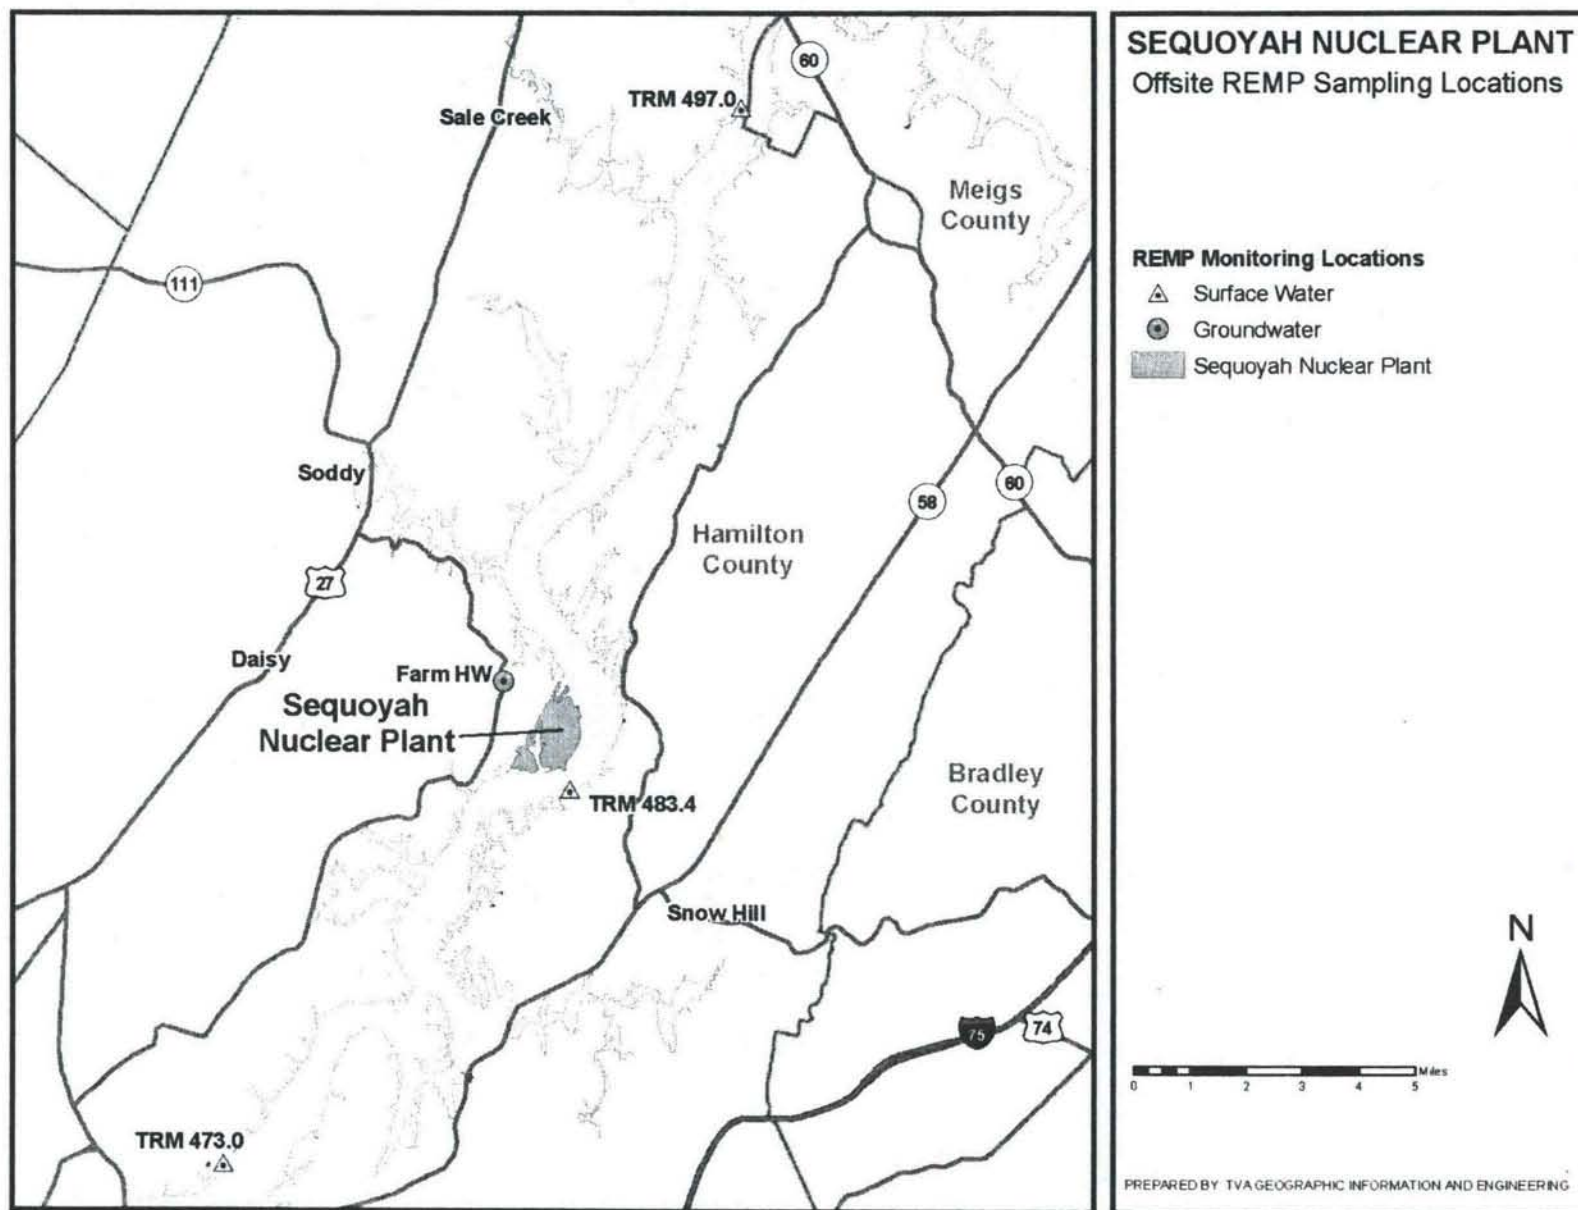 SEQUOYAH NUCLEAR PLANT
Offsite REMP Sampling Locations
REMP Monitoring Locations
Surface Water
Groundwater
Sequoyah Nuclear Plant
60
TRM 497.0
Sale Creek
Meigs
County
111
Soddy
60
58
Hamilton
County
27
Daisy
Farm HW
Sequoyah
Nuclear Plant
Bradley
County
TRM 483.4
Snow Hill
75
74
TRM 473.0
N
Miles
0 1 2 3 4 5
PREPARED BY TVA GEOGRAPHIC INFORMATION AND ENGINEERING